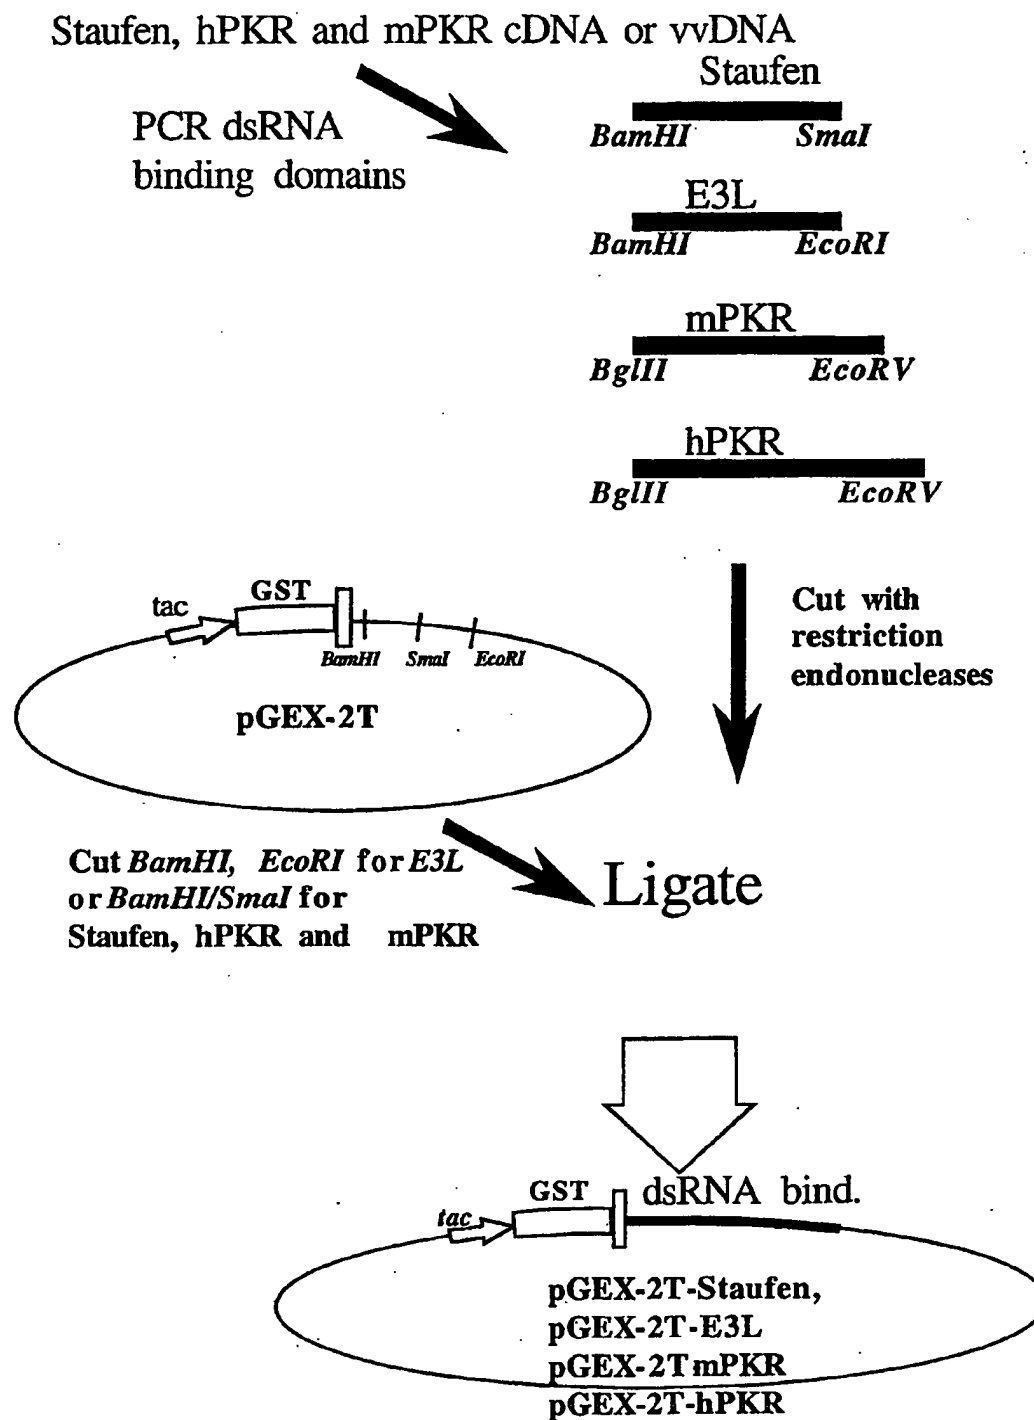 Staufen, hPKR and mPKR cDNA or vvDNA
PCR dsRNA
binding domains
Staufen
BamHI SmaI
E3L
BamHI EcoRI
mPKR
BglII EcoRV
hPKR
BglII EcoRV
Cut with
restriction
endonucleases
tac GST
BamHI SmaI EcoRI
pGEX-2T
Cut BamHI, EcoRI for E3L
or BamHI/SmaI for
Staufen, hPKR and mPKR
Ligate
tac GST dsRNA bind.
pGEX-2T-Staufen,
pGEX-2T-E3L
pGEX-2TmPKR
pGEX-2T-hPKR